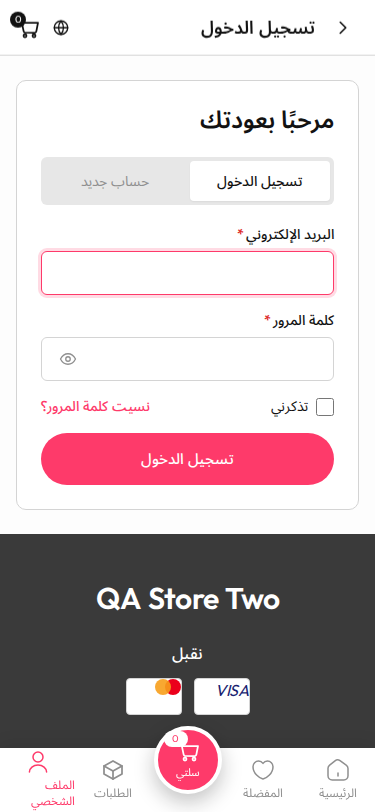 تسجيل الدخول
0
مرحبًا بعودتك
تسجيل الدخول
حساب جديد
البريد الإلكتروني *
كلمة المرور *
تذكرني
نسيت كلمة المرور؟
تسجيل الدخول
QA Store Two
نقبل
VISA
الرئيسية
المفضلة
0
سلتي
الطلبات
الملف
الشخصي